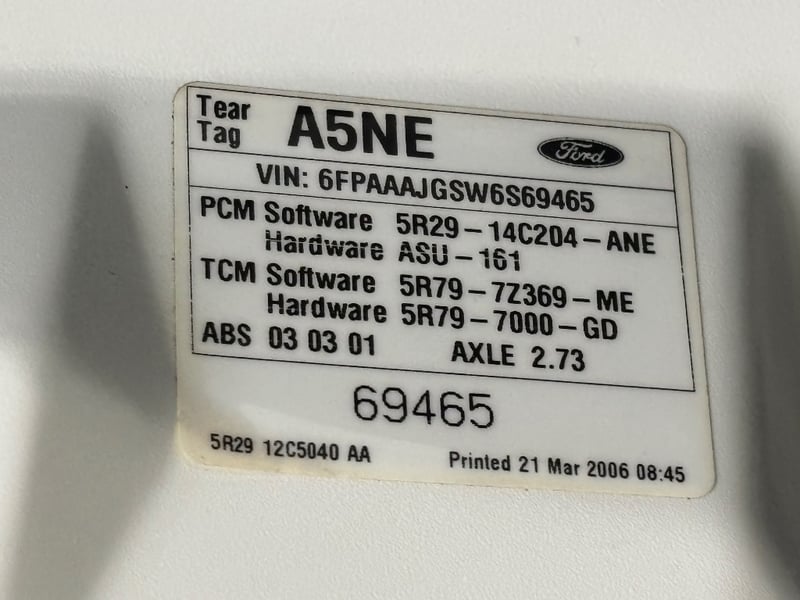 Tear Tag A5NE Ford
VIN: 6FPAAAJGSW6S69465
PCM Software 5R29-14C204-ANE
Hardware ASU-161
TCM Software 5R79-7Z369-ME
Hardware 5R79-7000-GD
ABS 03 03 01 AXLE 2.73
69465
5R29 12C5040 AA Printed 21 Mar 2006 08:45